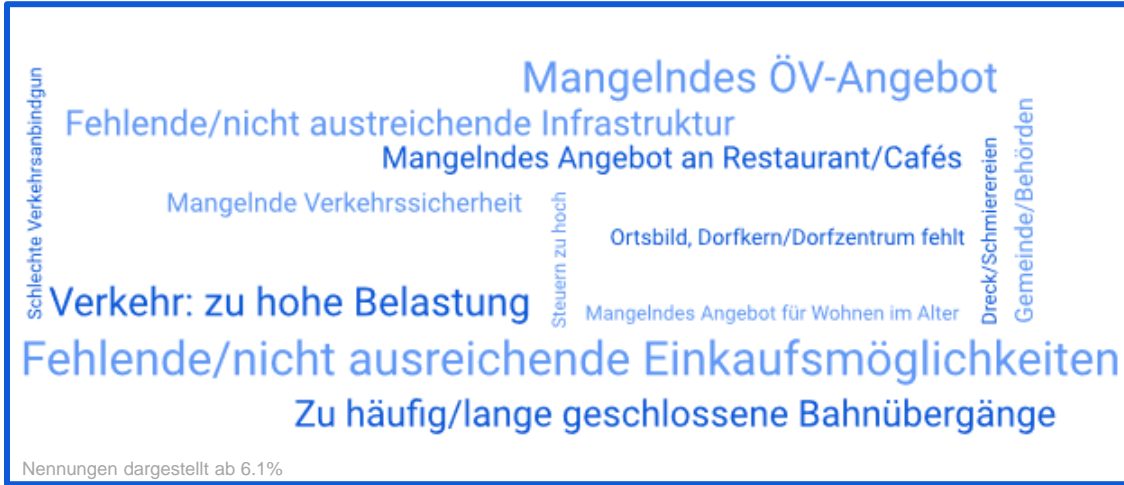 Mangelndes ÖV-Angebot
Schlechte Verkehrsanbindgun
Fehlende/nicht austreichende Infrastruktur
Mangelndes Angebot an Restaurant/Cafés
Dreck/Schmierereien
Gemeinde/Behörden
Mangelnde Verkehrssicherheit
Steuern zu hoch
Ortsbild, Dorfkern/Dorfzentrum fehlt
Verkehr: zu hohe Belastung
Mangelndes Angebot für Wohnen im Alter
Fehlende/nicht ausreichende Einkaufsmöglichkeiten
Zu häufig/lange geschlossene Bahnübergänge
Nennungen dargestellt ab 6.1%